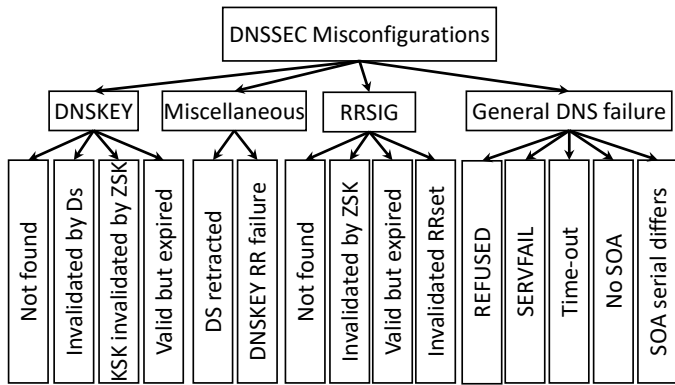 DNSSEC Misconfigurations
DNSKEY
Miscellaneous
RRSIG
General DNS failure
Not found
Invalidated by Ds
KSK invalidated by ZSK
Valid but expired
DS retracted
DNSKEY RR failure
Not found
Invalidated by ZSK
Valid but expired
Invalidated RRset
REFUSED
SERVFAIL
Time-out
No SOA
SOA serial differs